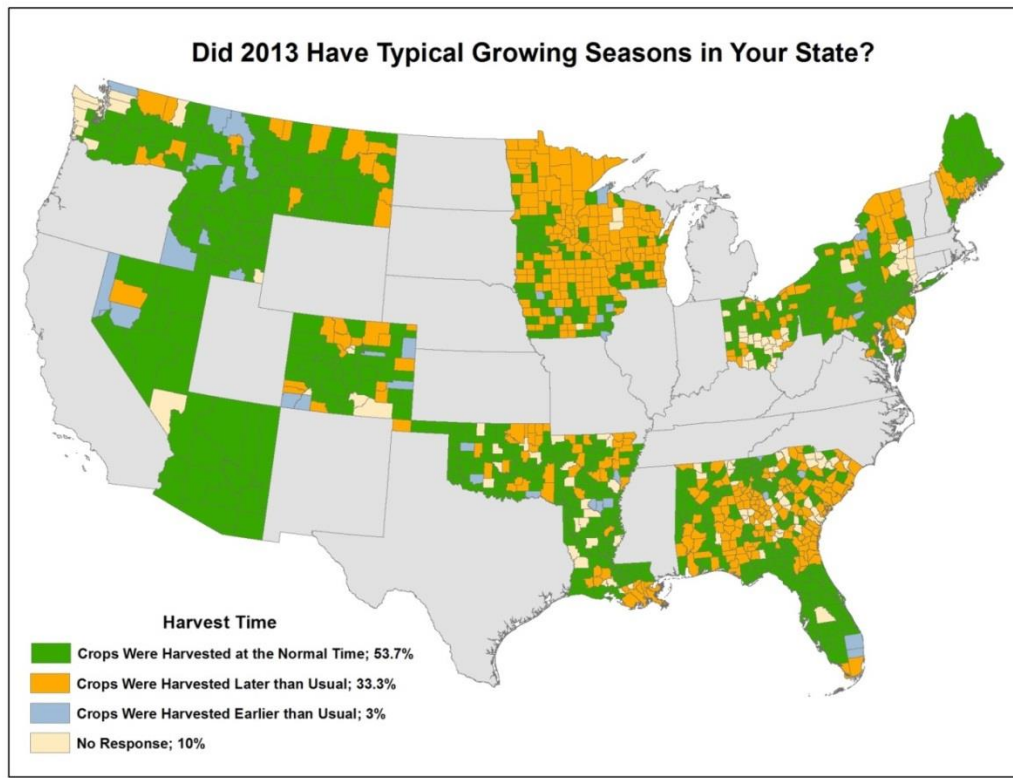 Did 2013 Have Typical Growing Seasons in Your State?
Harvest Time
Crops Were Harvested at the Normal Time; 53.7%
Crops Were Harvested Later than Usual; 33.3%
Crops Were Harvested Earlier than Usual; 3%
No Response; 10%